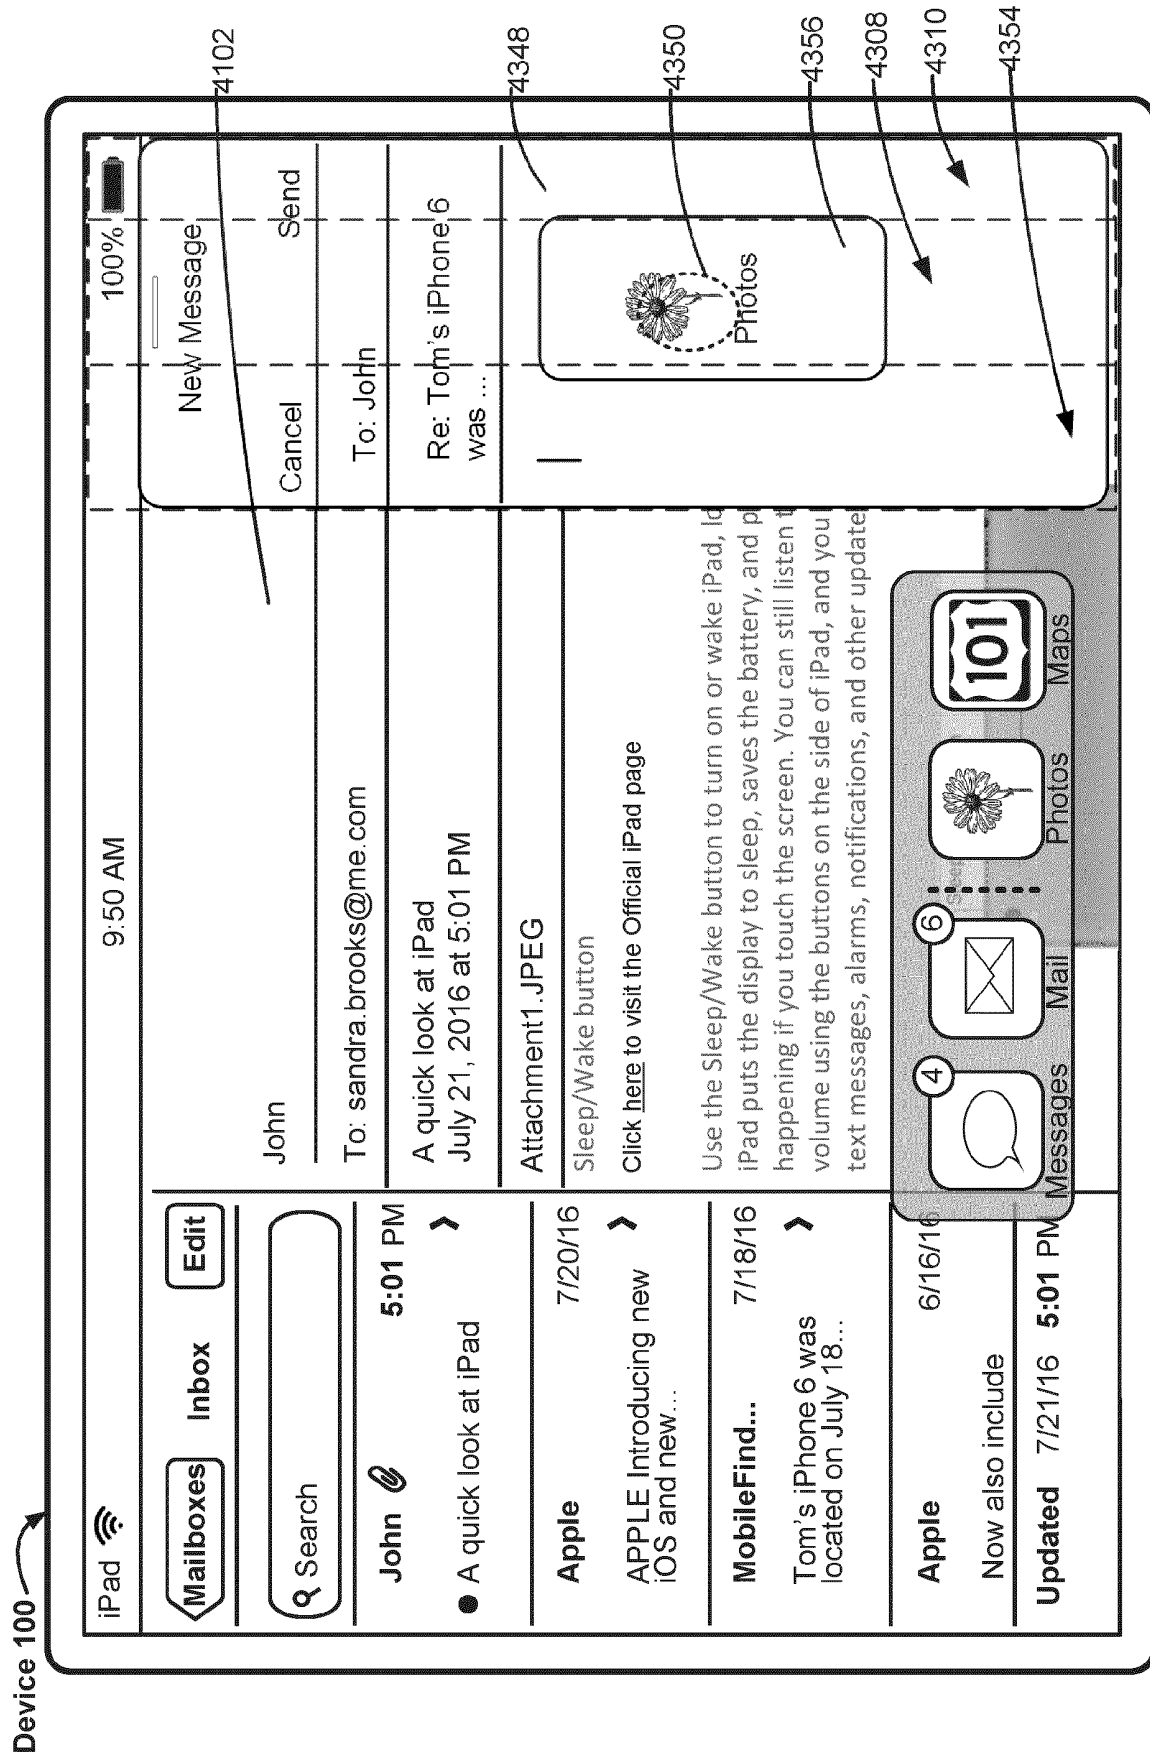 Device 100
iPad
9:50 AM
100%
Mailboxes
Inbox
Edit
Search
John
5:01 PM
A quick look at iPad
Apple
7/20/16
APPLE Introducing new
iOS and new...
MobileFind...
7/18/16
Tom's iPhone 6 was
located on July 18...
Apple
6/16/16
Now also include
Updated 7/21/16 5:01 PM
John
To: sandra.brooks@me.com
A quick look at iPad
July 21, 2016 at 5:01 PM
Attachment1.JPEG
Sleep/Wake button
Click here to visit the Official iPad page
Use the Sleep/Wake button to turn on or wake iPad, lo
iPad puts the display to sleep, saves the battery, and p
happening if you touch the screen. You can still listen t
volume using the buttons on the side of iPad, and you
text messages, alarms, notifications, and other update
4
Messages
6
Mail
Photos
101
Maps
New Message
Cancel
Send
To: John
Re: Tom's iPhone 6
was ...
Photos
4102
4348
4350
4356
4308
4310
4354